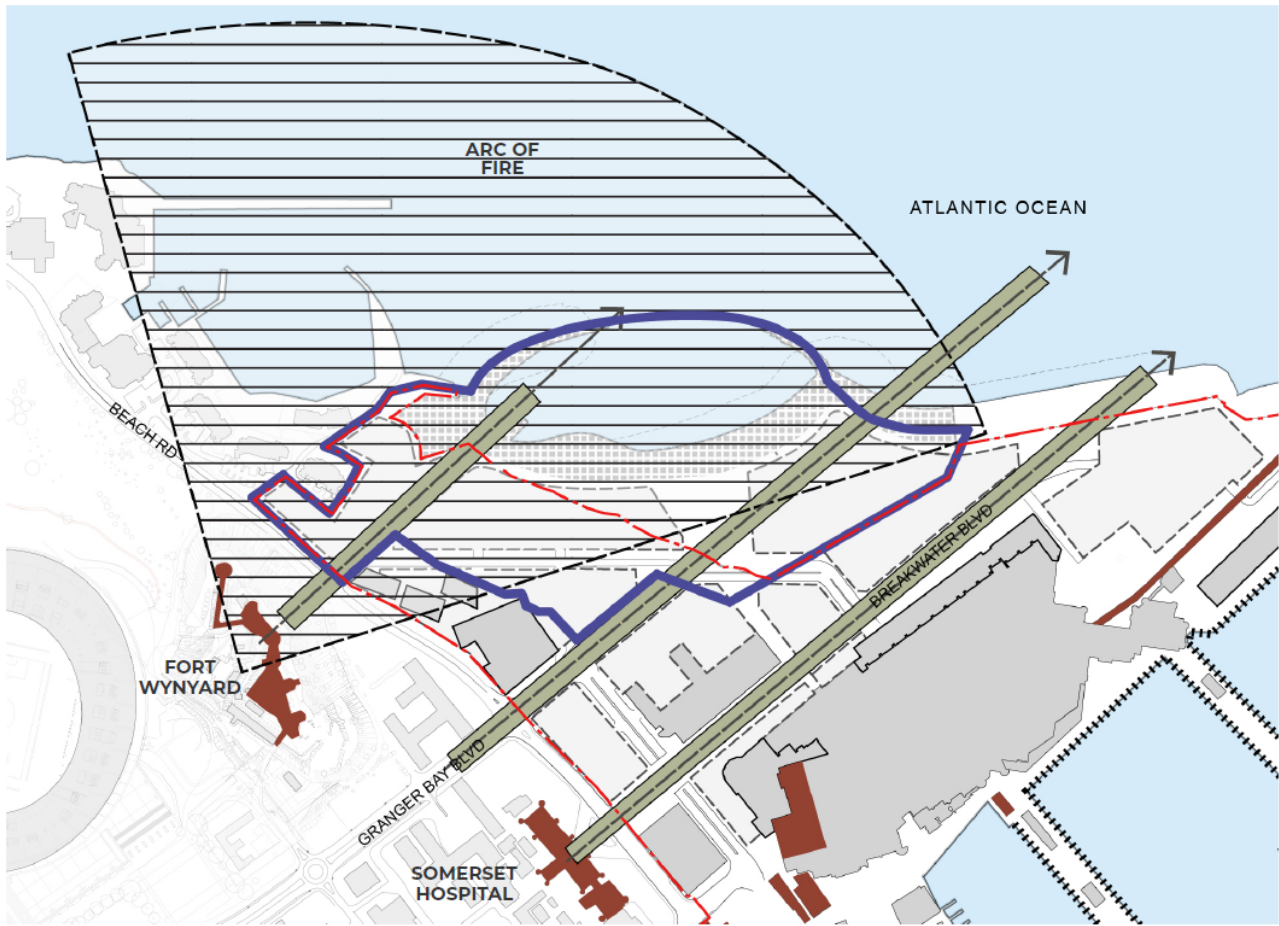 ARC OF
FIRE
ATLANTIC OCEAN
BEACH RD
BREAKWATER BLVD
FORT
WYNYARD
GRANGER BAY BLVD
SOMERSET
HOSPITAL